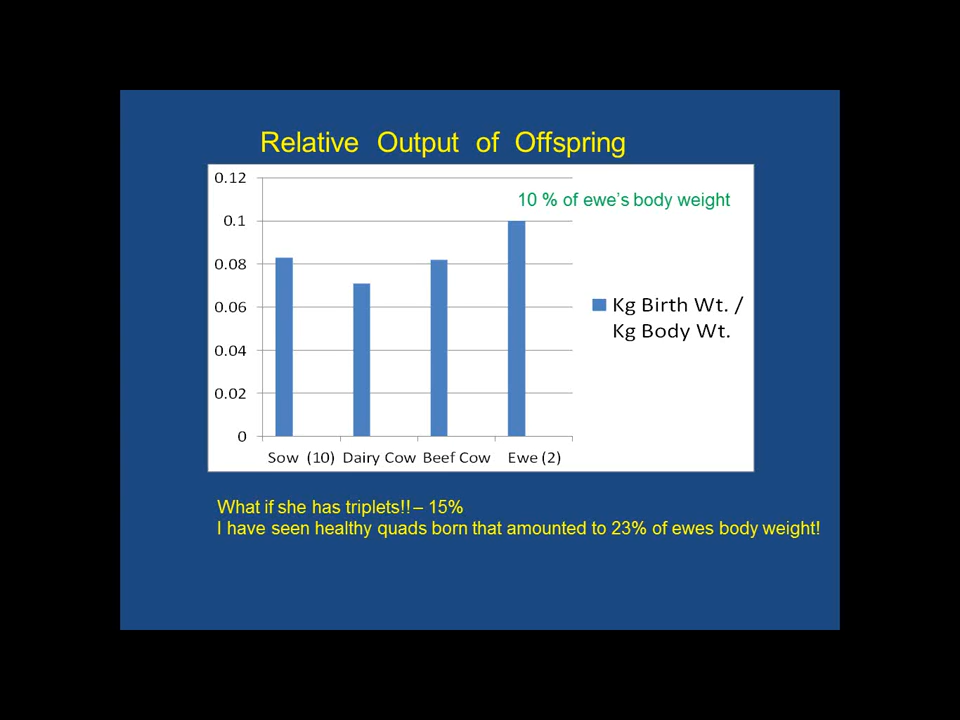 Relative Output of Offspring
0.12
10 % of ewe's body weight
0.1
0.08
0.06
Kg Birth Wt. /
Kg Body Wt.
0.04
0.02
0
Sow (10) Dairy Cow Beef Cow Ewe (2)
What if she has triplets!! – 15%
I have seen healthy quads born that amounted to 23% of ewes body weight!